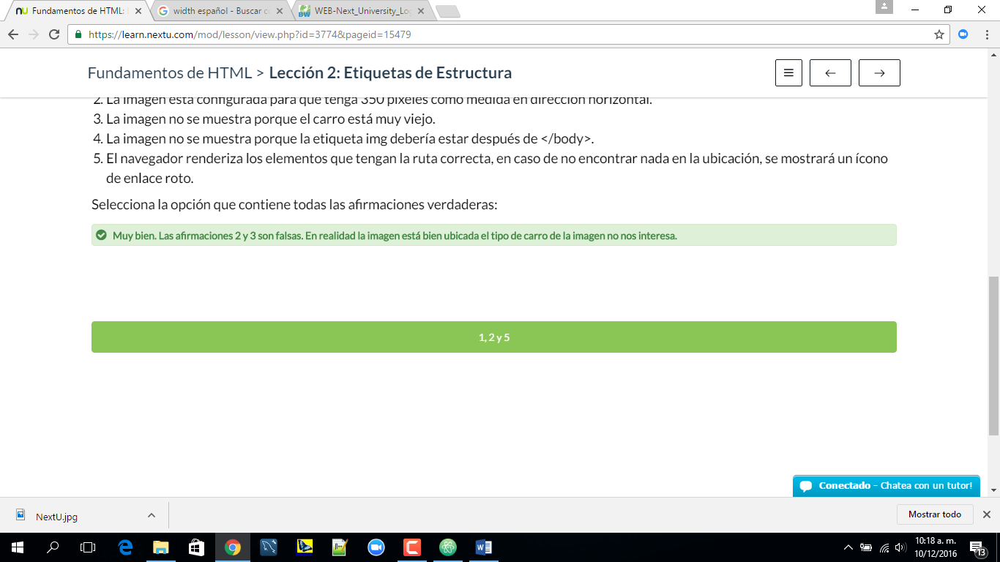 Fundamentos de HTML:
width español - Buscar c
WEB-Next_University_Lo
https://learn.nextu.com/mod/lesson/view.php?id=3774&pageid=15479
Fundamentos de HTML > Lección 2: Etiquetas de Estructura
2. La imagen está configurada para que tenga 350 píxeles como medida en dirección horizontal.
3. La imagen no se muestra porque el carro está muy viejo.
4. La imagen no se muestra porque la etiqueta img debería estar después de </body>.
5. El navegador renderiza los elementos que tengan la ruta correcta, en caso de no encontrar nada en la ubicación, se mostrará un ícono
de enlace roto.
Selecciona la opción que contiene todas las afirmaciones verdaderas:
Muy bien. Las afirmaciones 2 y 3 son falsas. En realidad la imagen está bien ubicada el tipo de carro de la imagen no nos interesa.
1, 2 y 5
Conectado - Chatea con un tutor!
NextU.jpg
Mostrar todo
10:18 a. m.
10/12/2016
13